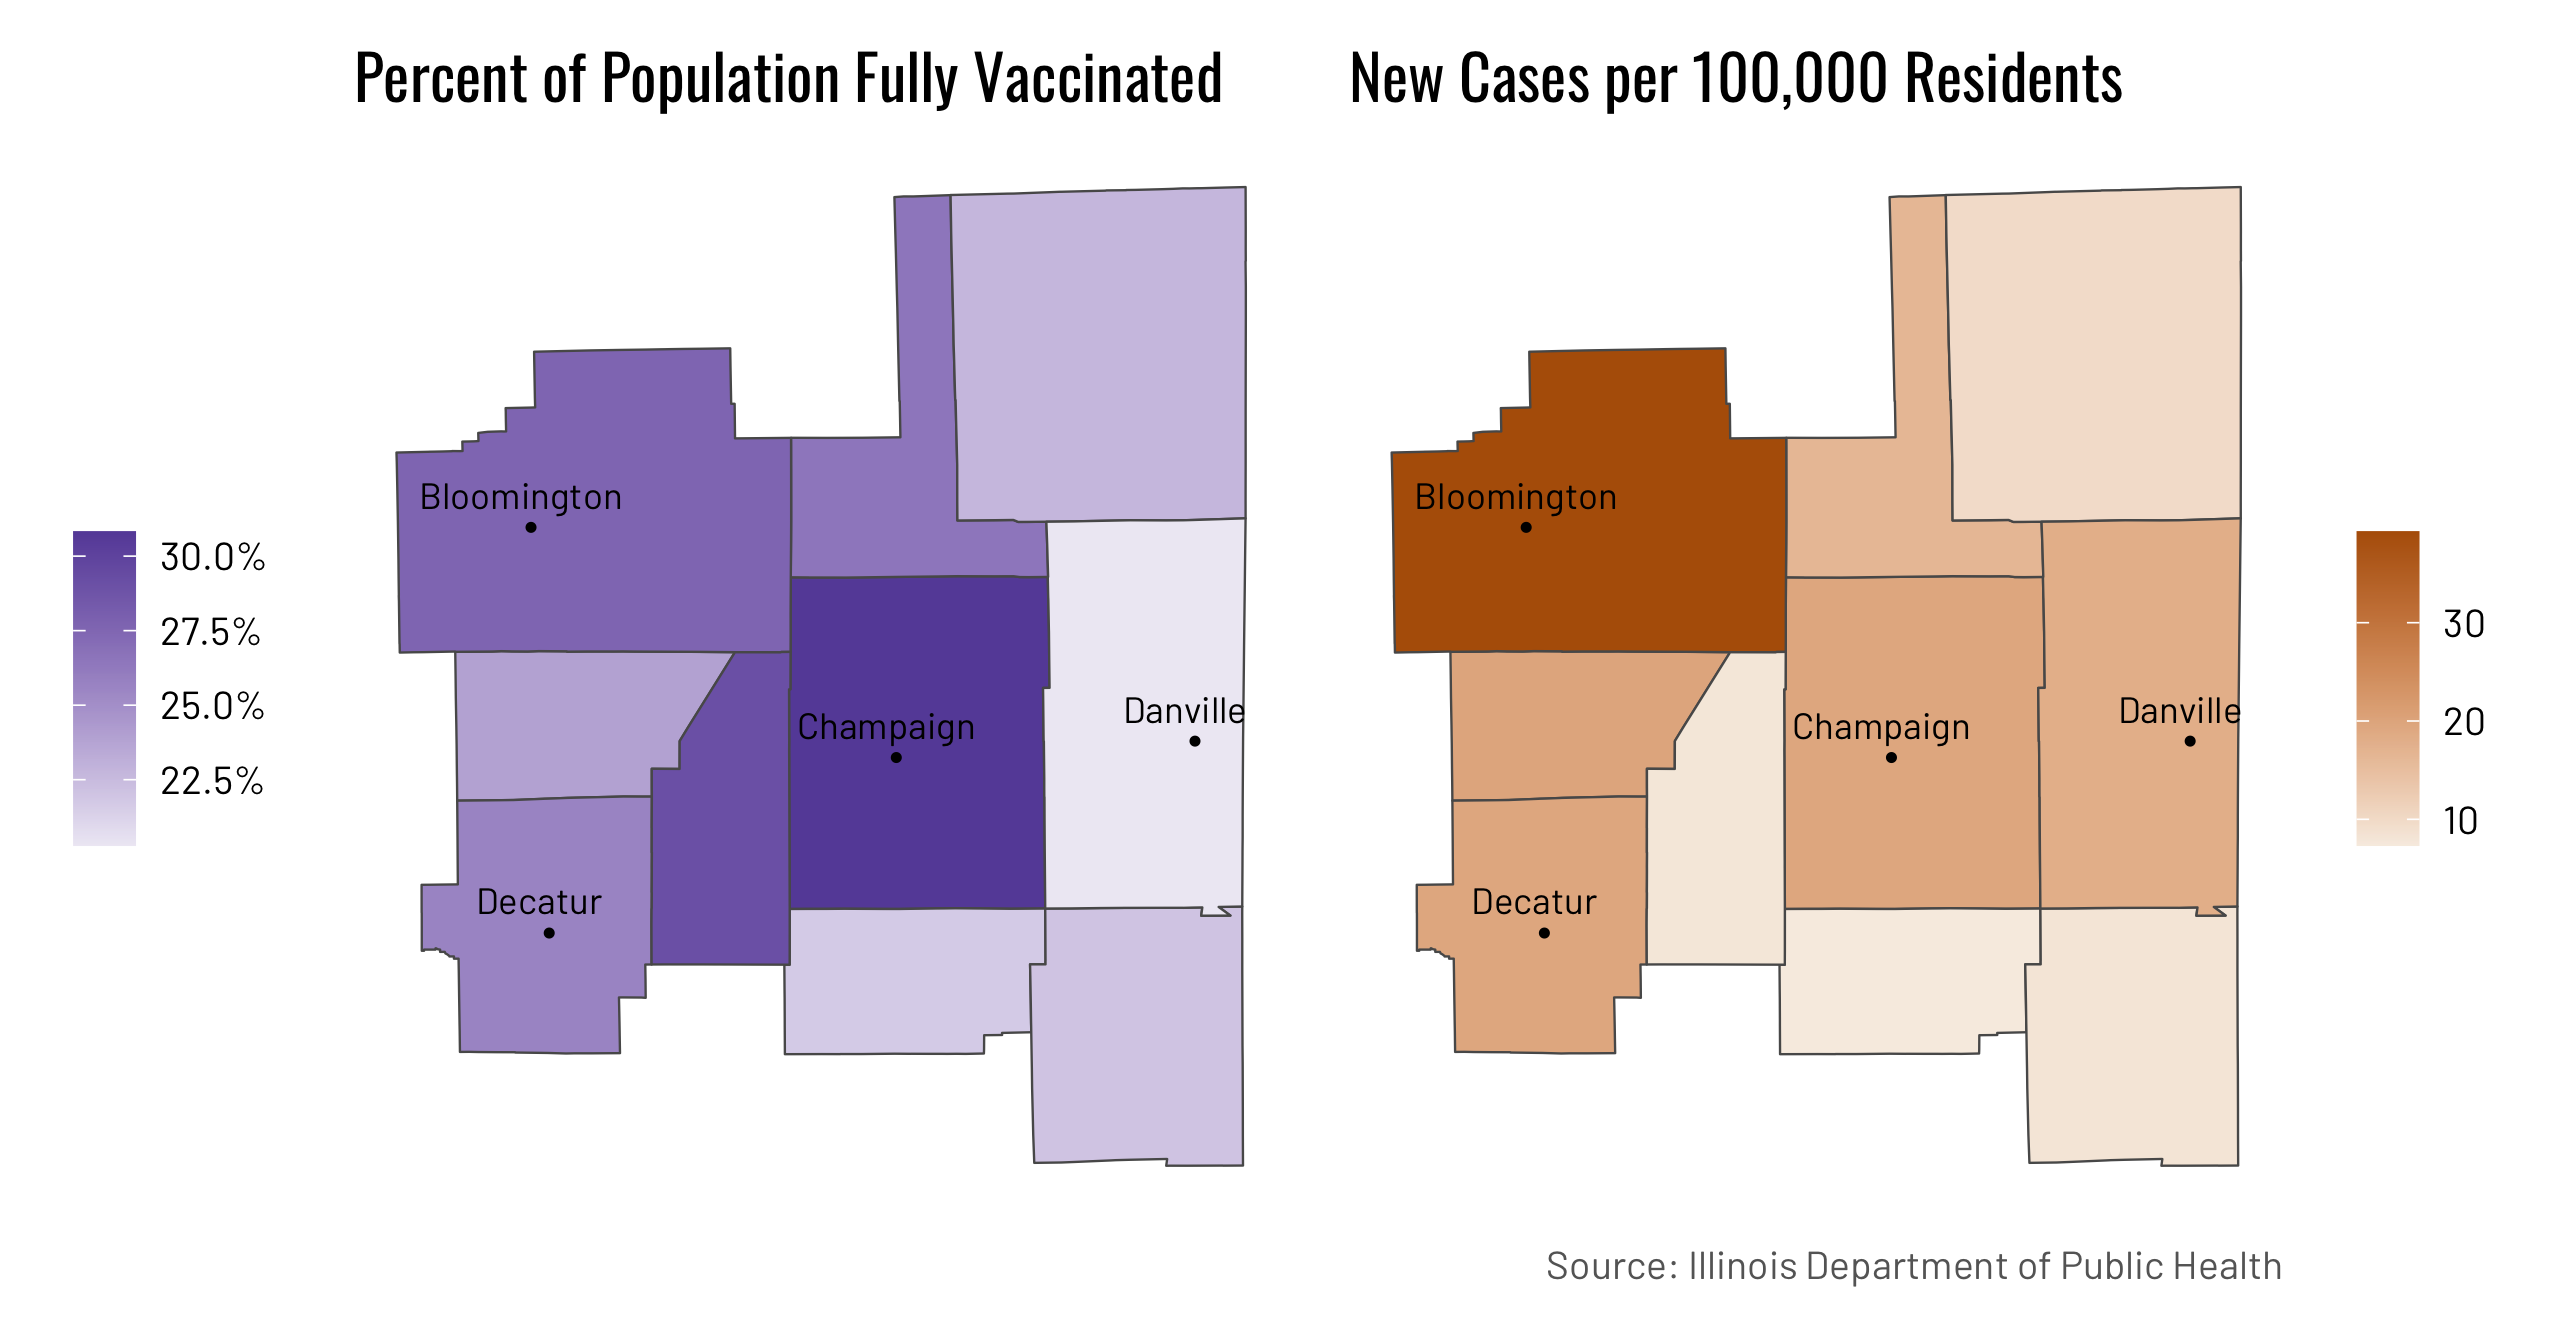 Percent of Population Fully Vaccinated
New Cases per 100,000 Residents
30.0%
27.5%
25.0%
22.5%
Bloomington
Champaign
Danville
Decatur
Bloomington
Champaign
Danville
Decatur
30
20
10
Source: Illinois Department of Public Health